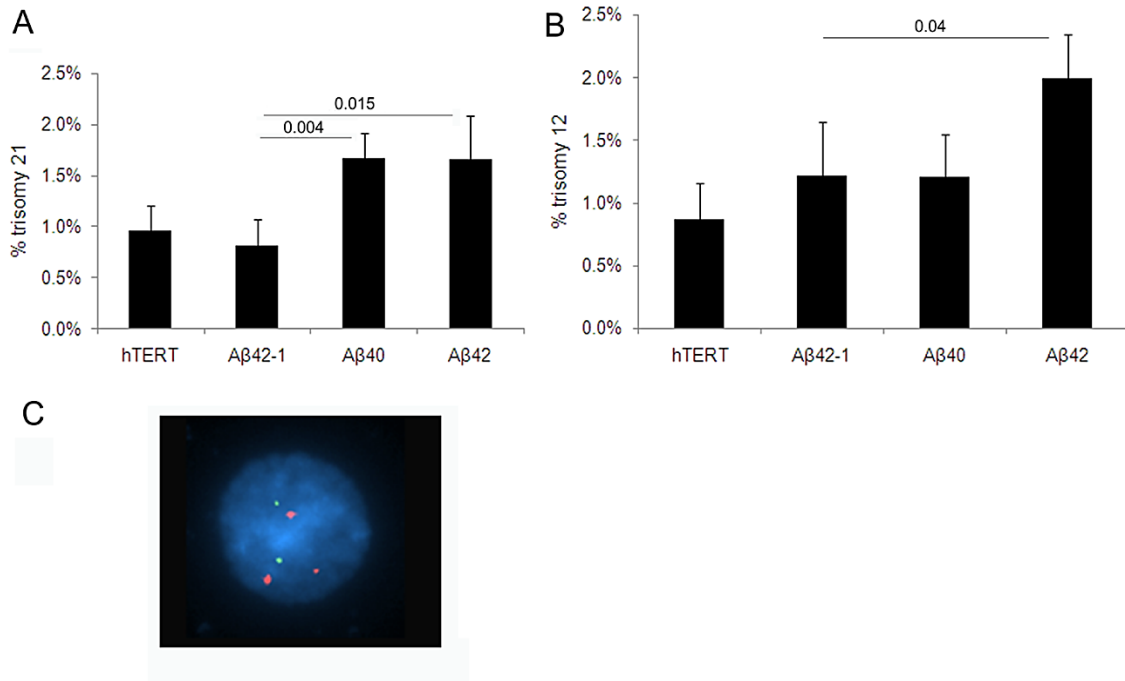 A
2.5%
2.0%
1.5%
1.0%
0.5%
0.0%
% trisomy 21
0.015
0.004
hTERT Aβ42-1 Aβ40 Aβ42
B
2.5%
2.0%
1.5%
1.0%
0.5%
0.0%
% trisomy 12
0.04
hTERT Aβ42-1 Aβ40 Aβ42
C